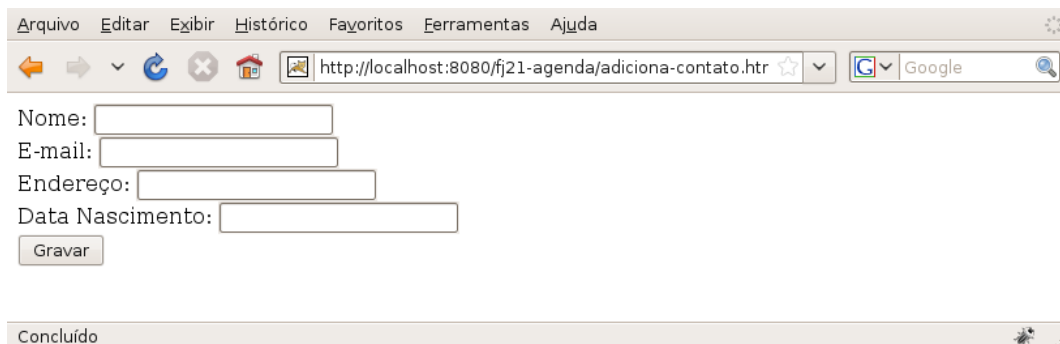 Arquivo Editar Exibir Histórico Favoritos Ferramentas Ajuda
http://localhost:8080/fj21-agenda/adiciona-contato.htr G Google
Nome:
E-mail:
Endereço:
Data Nascimento:
Gravar
Concluído